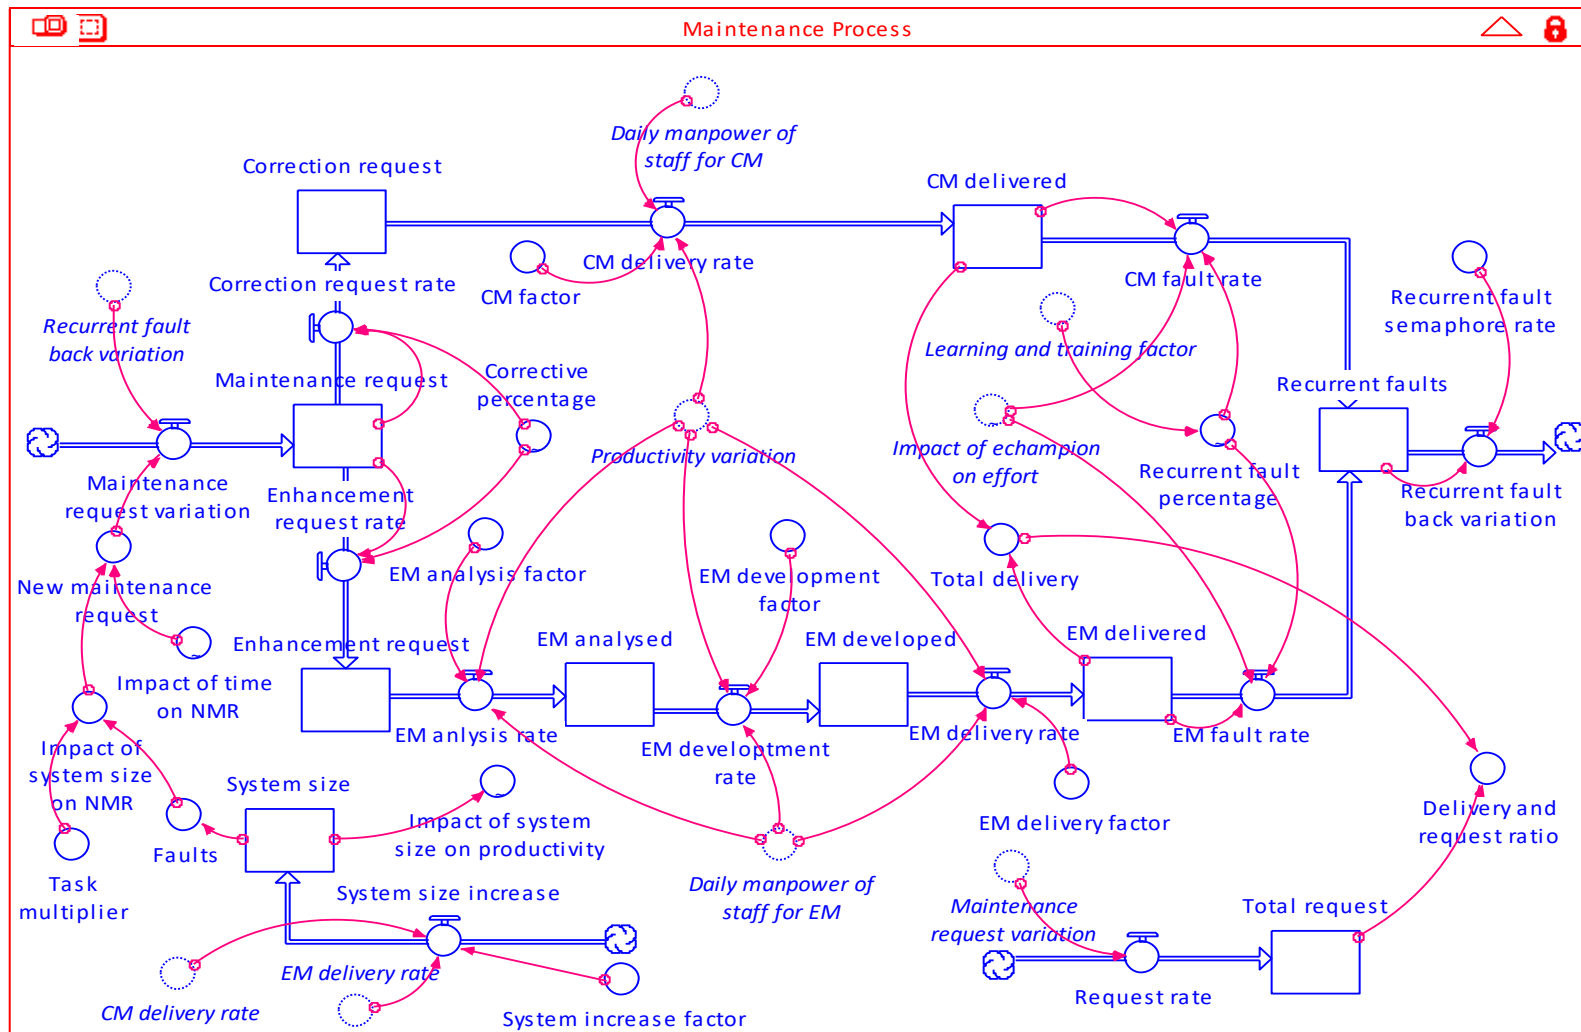 Maintenance Process
Daily manpower of
staff for CM
Correction request
CM delivered
CM delivery rate
CM factor
CM fault rate
Correction request rate
Recurrent fault
semaphore rate
Recurrent fault
back variation
Learning and training factor
Maintenance request
Corrective
percentage
Recurrent faults
Productivity variation
Impact of echampion
on effort
Recurrent fault
percentage
Maintenance
request variation
Enhancement
request rate
Recurrent fault
back variation
EM analysis factor
EM development
factor
Total delivery
New maintenance
request
Enhancement request
EM analysed
EM developed
EM delivered
Impact of time
on NMR
EM anlysis rate
EM developtment
rate
EM delivery rate
EM fault rate
Impact of
system size
on NMR
System size
Impact of system
size on productivity
EM delivery factor
Delivery and
request ratio
Faults
Task
multiplier
System size increase
Daily manpower of
staff for EM
Maintenance
request variation
Total request
EM delivery rate
CM delivery rate
System increase factor
Request rate